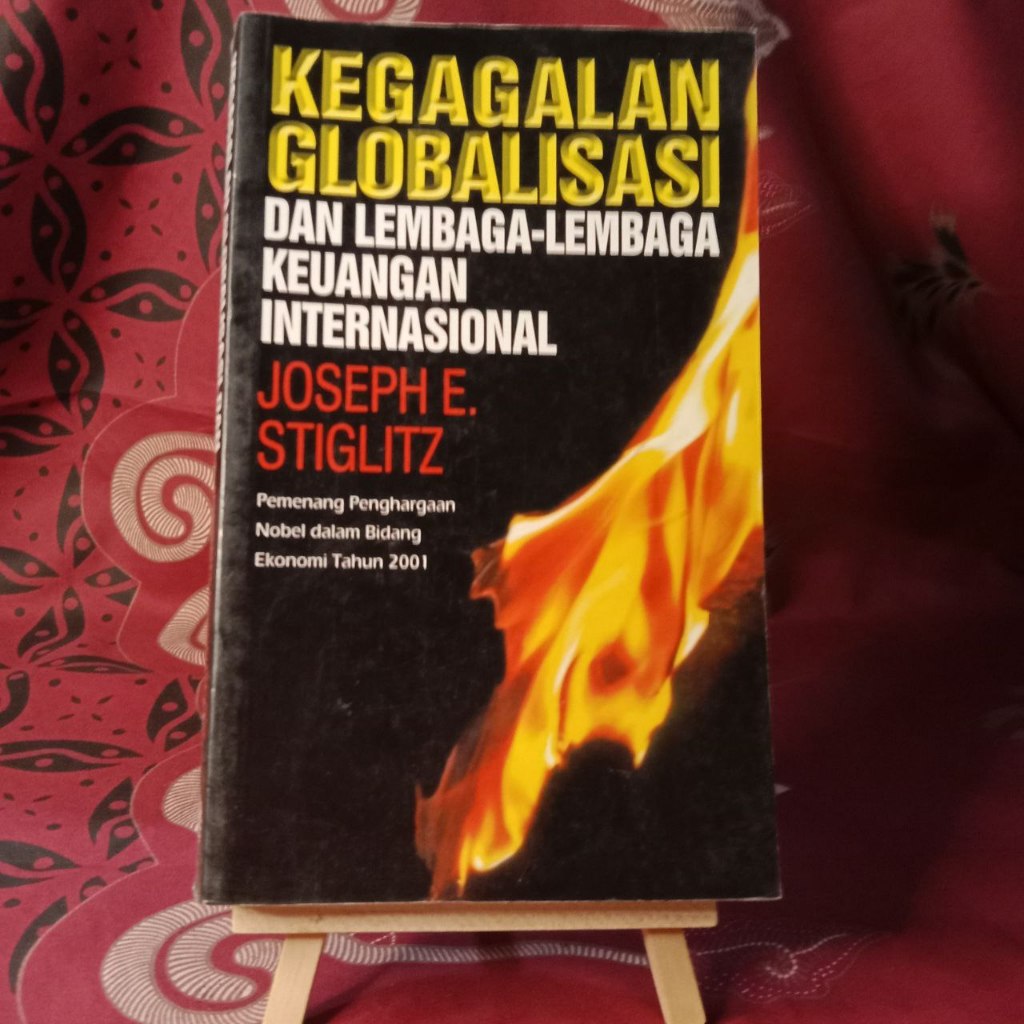 KEGAGALAN
GLOBALISASI
DAN LEMBAGA-LEMBAGA
KEUANGAN
INTERNASIONAL
JOSEPH E.
STIGLITZ
Pemenang Penghargaan
Nobel dalam Bidang
Ekonomi Tahun 2001